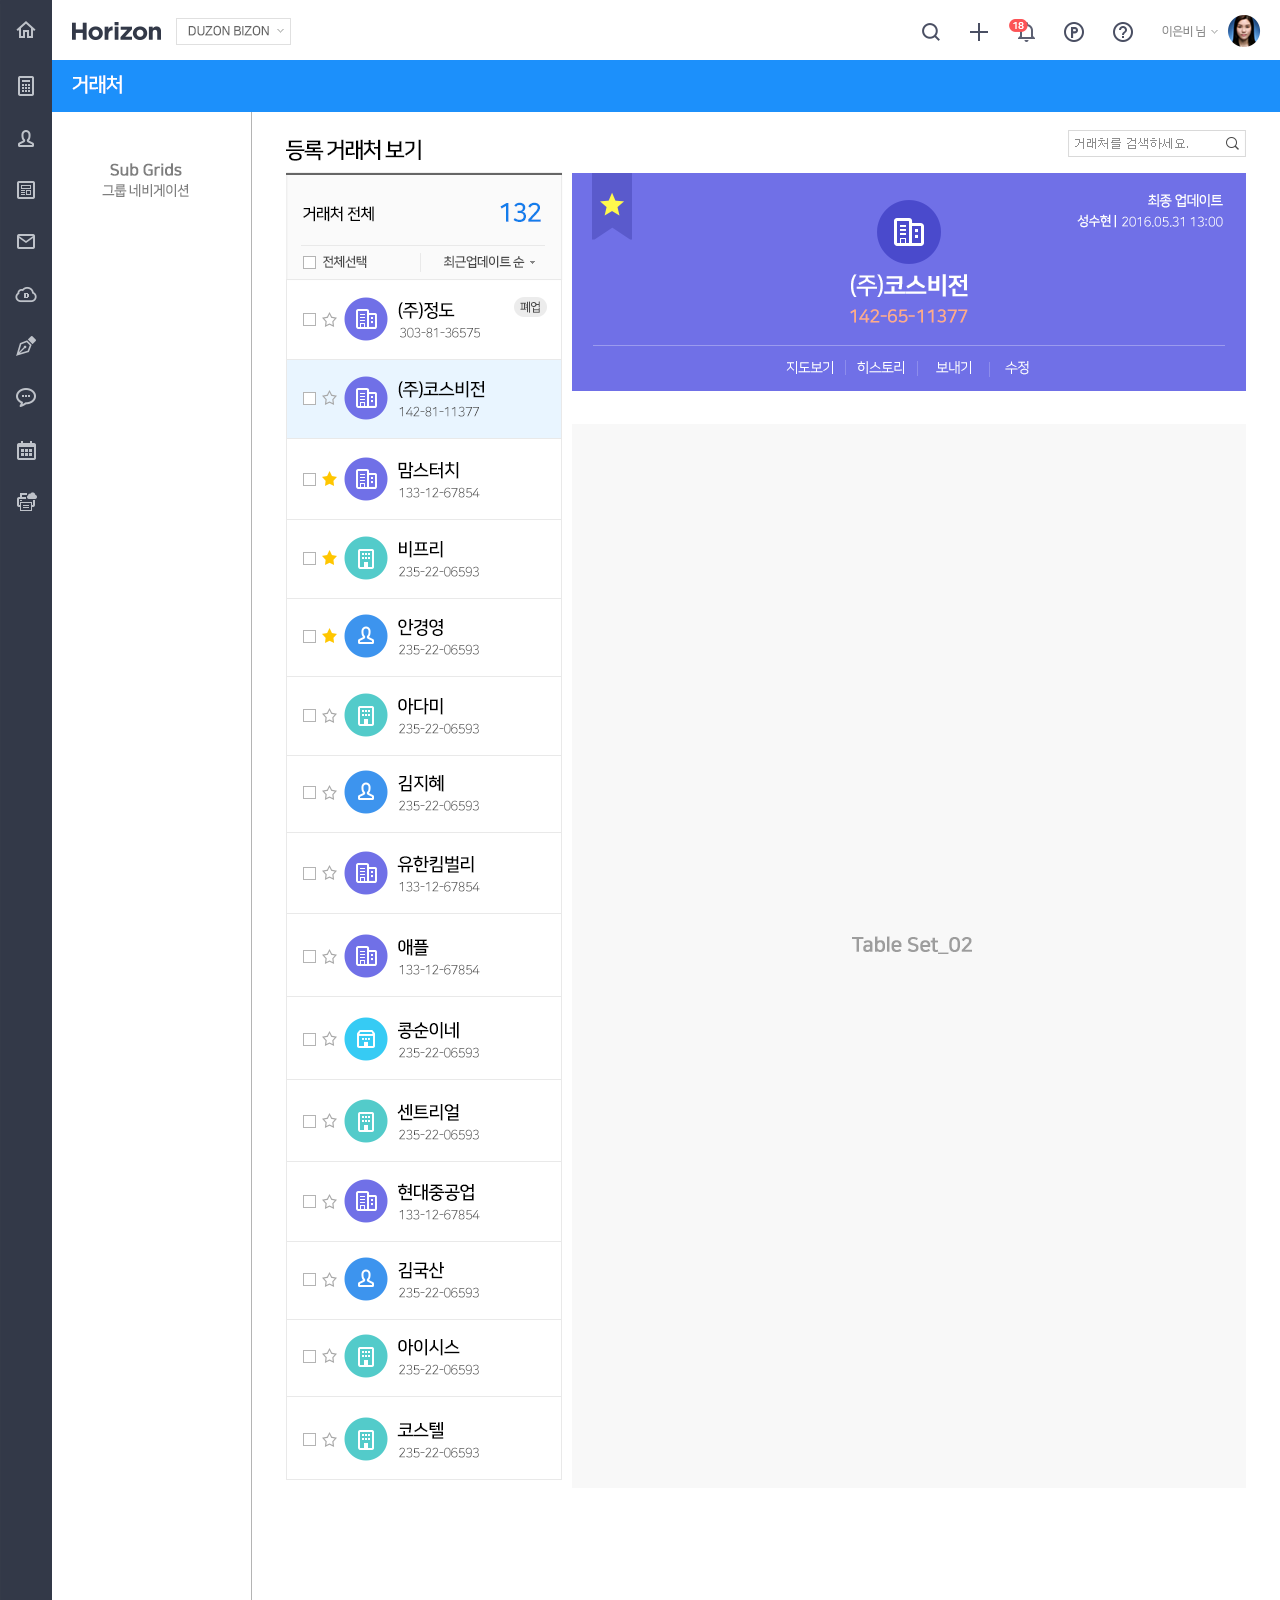 Horizon
DUZON BIZON
18
이은비 님
거래처
Sub Grids
그룹 네비게이션
등록 거래처 보기
거래처를 검색하세요.
거래처 전체
132
전체선택
최근업데이트 순
(주)정도
폐업
303-81-36575
(주)코스비전
142-81-11377
맘스터치
133-12-67854
비프리
235-22-06593
안경영
235-22-06593
아다미
235-22-06593
김지혜
235-22-06593
유한킴벌리
133-12-67854
애플
133-12-67854
콩순이네
235-22-06593
센트리얼
235-22-06593
현대중공업
133-12-67854
김국산
235-22-06593
아이시스
235-22-06593
코스텔
235-22-06593
최종 업데이트
성수현 | 2016.05.31 13:00
(주)코스비전
142-65-11377
지도보기
히스토리
보내기
수정
Table Set_02